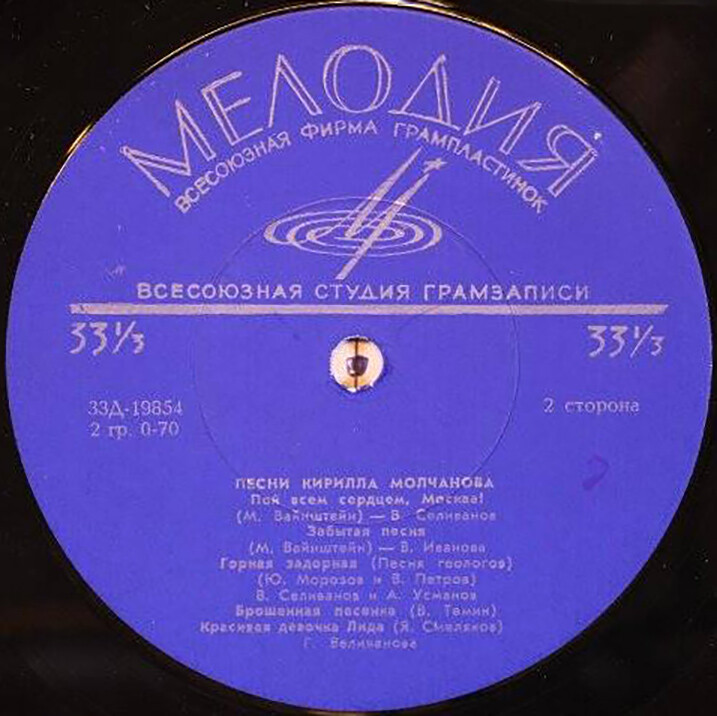 МЕЛОДИЯ
ВСЕСОЮЗНАЯ ФИРМА ГРАМПЛАСТИНОК
ВСЕСОЮЗНАЯ СТУДИЯ ГРАМЗАПИСИ
33⅓ 33⅓
33Д-19854 2 сторона
2 гр. 0-70
ПЕСНИ КИРИЛЛА МОЛЧАНОВА
Пой всем сердцем, Москва!
(М. Вайнштейн) — В. Селиванов
Забытая песня
(М. Вайнштейн) — В. Иванова
Горная задорная (Песня геологов)
(Ю. Морозов и В. Петров)
В. Селиванов и А. Усманов
Брошенная песенка (В. Темин)
Красивая девочка Лида (Я. Смеляков)
Г. Великанова